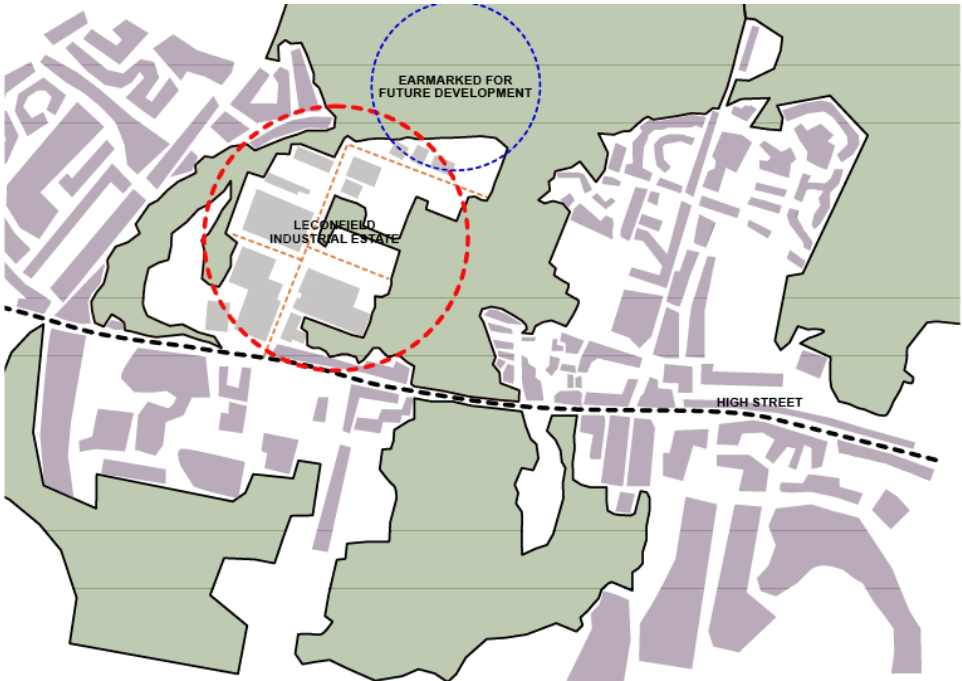 EARMARKED FOR
FUTURE DEVELOPMENT
LECONFIELD
INDUSTRIAL ESTATE
HIGH STREET